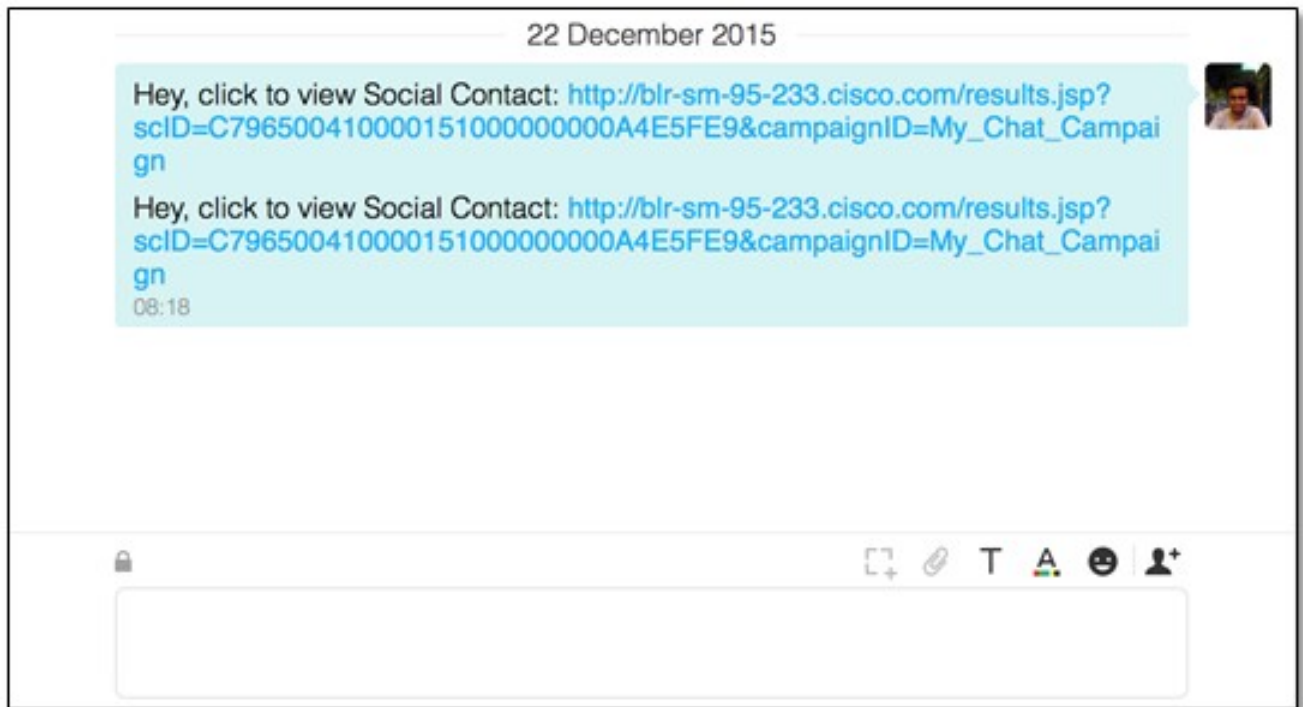 22 December 2015
Hey, click to view Social Contact: http://blr-sm-95-233.cisco.com/results.jsp?
scID=C7965004100001510000000000A4E5FE9&campaignID=My_Chat_Campai
gn
Hey, click to view Social Contact: http://blr-sm-95-233.cisco.com/results.jsp?
scID=C7965004100001510000000000A4E5FE9&campaignID=My_Chat_Campai
gn
08:18
T
A